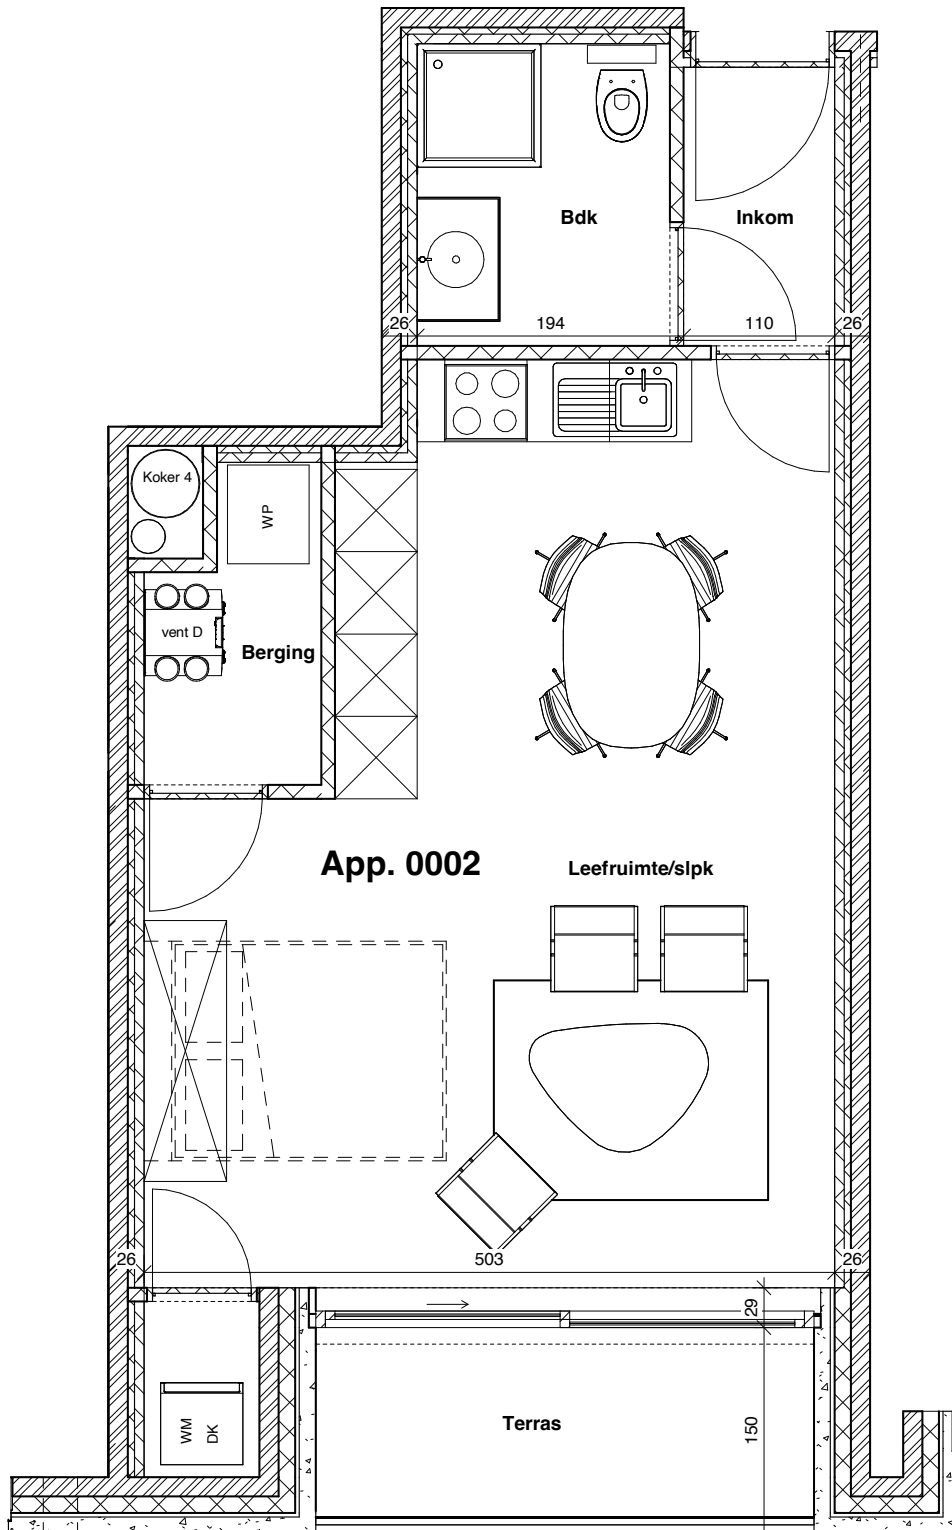 Bdk
Inkom
26
194
110
26
Koker 4
WP
vent D
Berging
App. 0002
Leefruimte/slpk
26
503
26
29
WM
DK
Terras
150